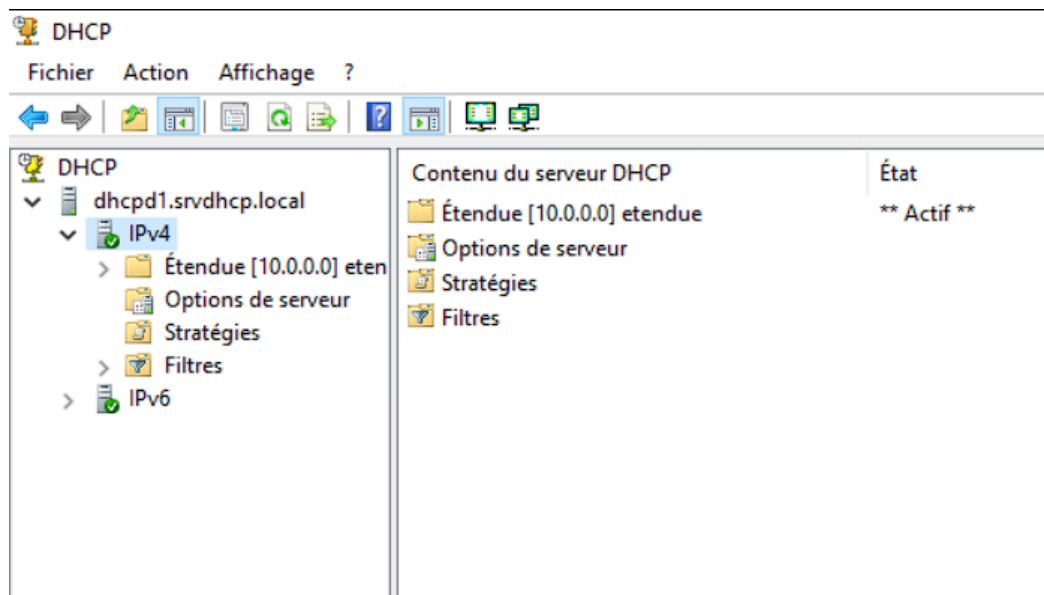 DHCP
Fichier Action Affichage ?
DHCP
dhcpd1.srvdhcp.local
IPv4
Étendue [10.0.0.0] eten
Options de serveur
Stratégies
Filtres
IPv6
Contenu du serveur DHCP État
Étendue [10.0.0.0] etendue ** Actif **
Options de serveur
Stratégies
Filtres